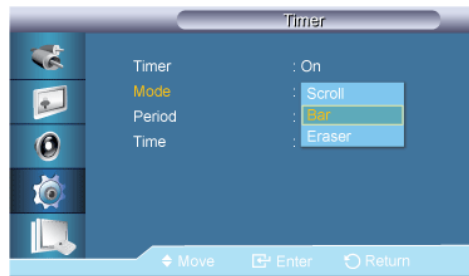 Timer
Timer : On
Mode : Scroll
Bar
Period :
Eraser
Time :
Move Enter Return